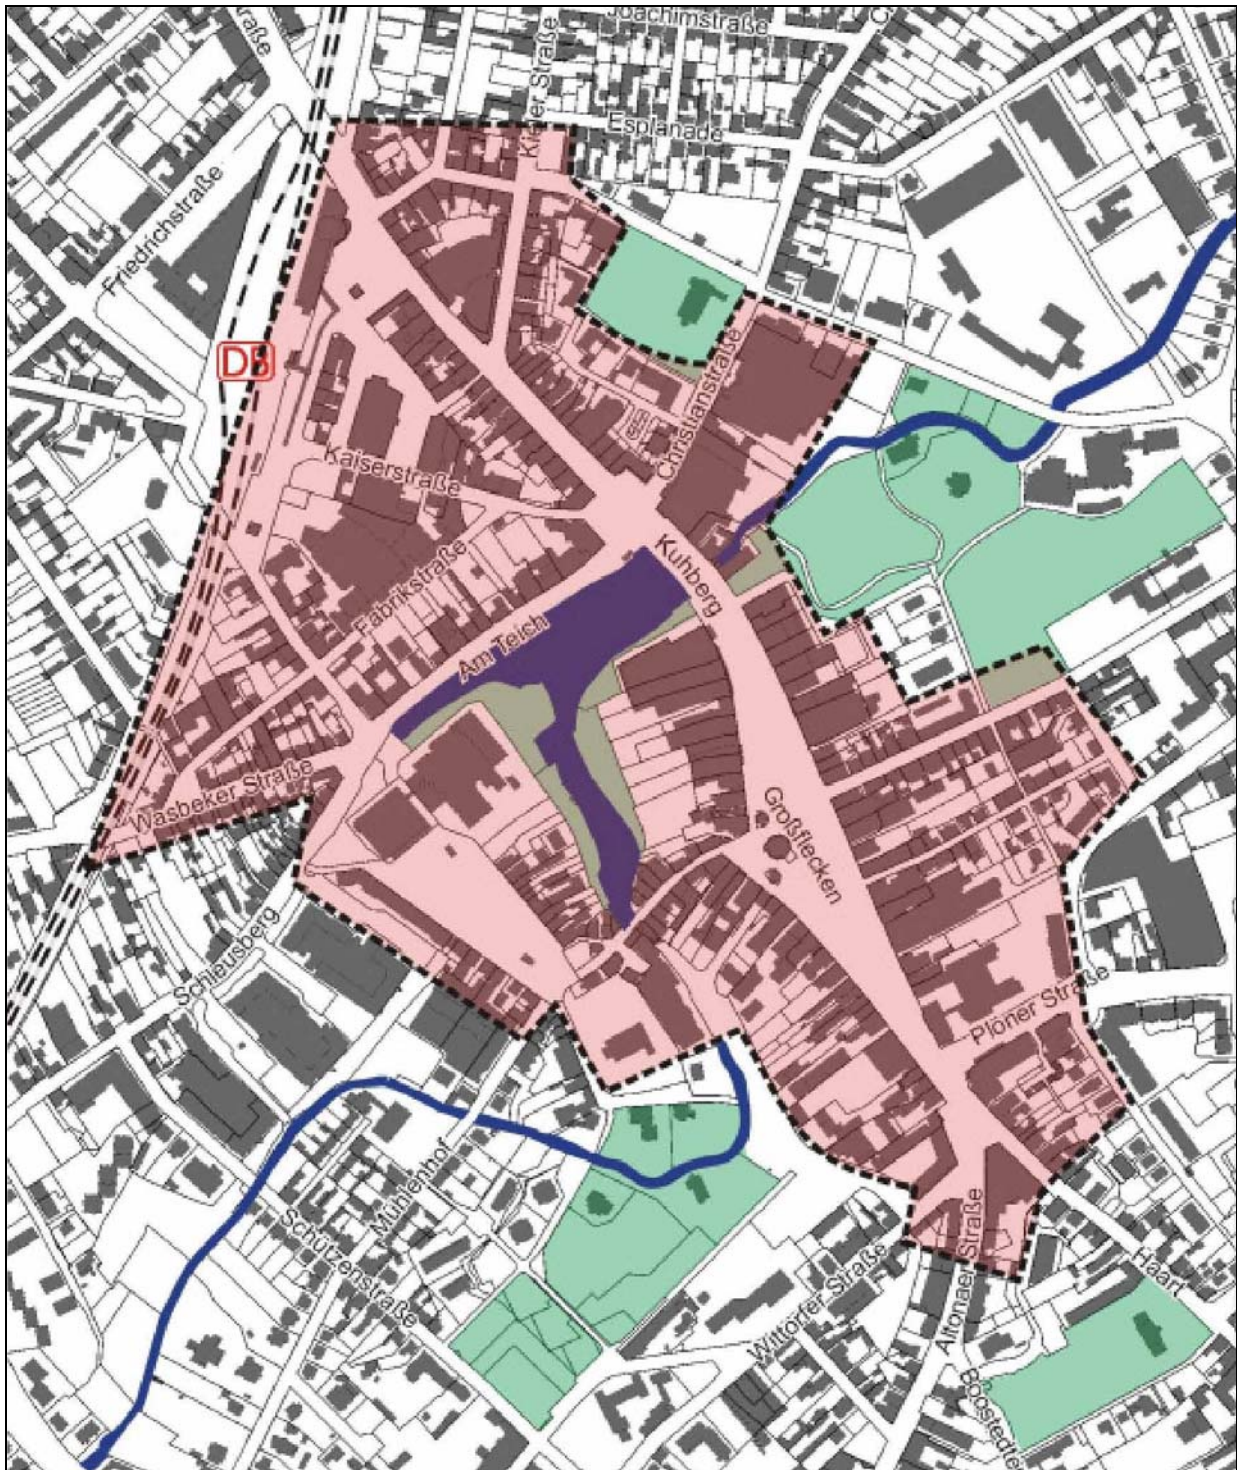 Joachimstraße
straße
Kieler Straße
Esplanade
Friedrichstraße
DB
Christianstraße
Kaiserstraße
Kuhberg
Fabrikstraße
Am Teich
Wasbeker Straße
Großflecken
Schleusberg
Plöner Straße
Mühlenhof
Schützenstraße
Wittorfer Straße
Altonaer Straße
Haart
Boostedter